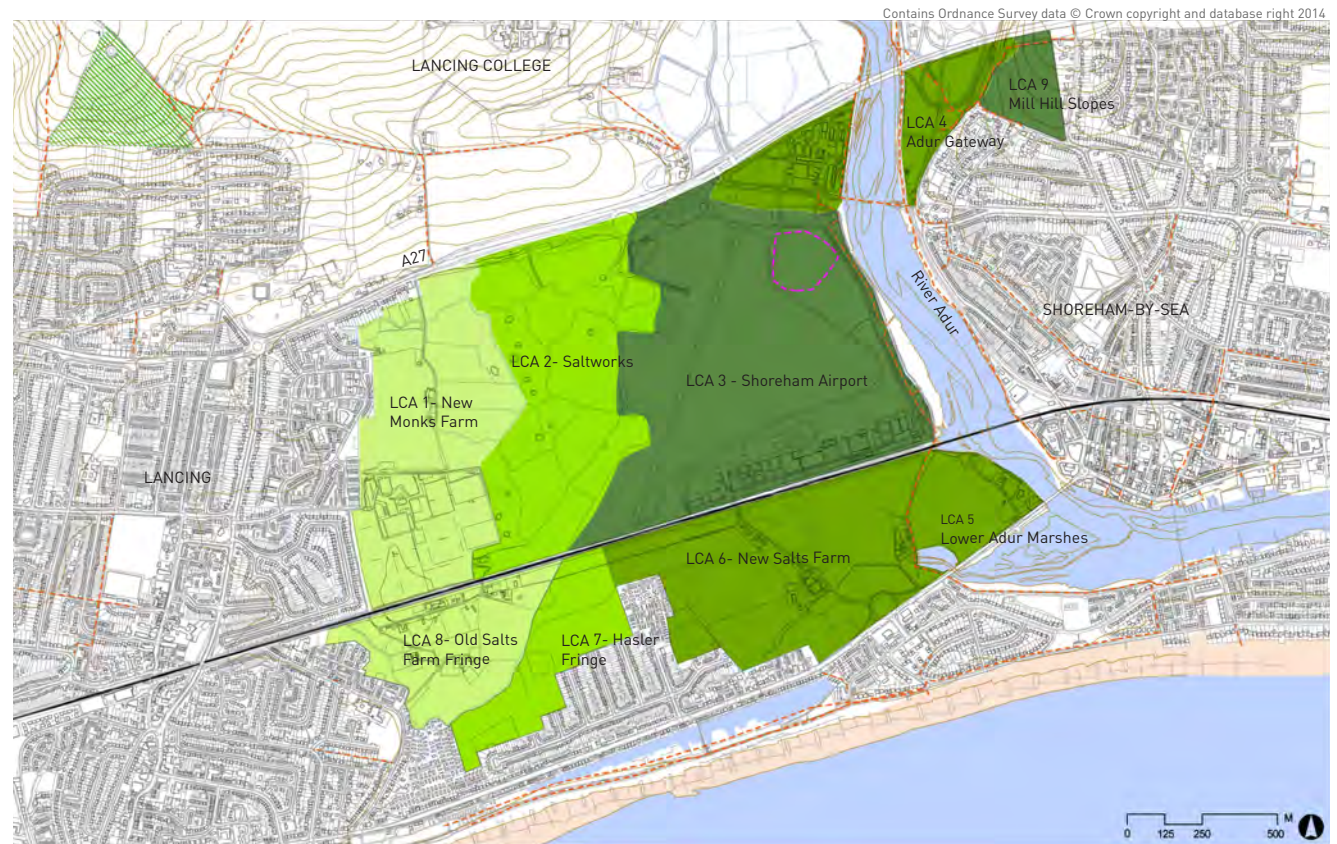 Contains Ordnance Survey data © Crown copyright and database right 2014
LANCING COLLEGE
LCA 9
Mill Hill Slopes
LCA 4
Adur Gateway
A27
River Adur
SHOREHAM-BY-SEA
LCA 2- Saltworks
LCA 3 - Shoreham Airport
LCA 1- New
Monks Farm
LANCING
LCA 5
Lower Adur Marshes
LCA 6- New Salts Farm
LCA 8- Old Salts
Farm Fringe
LCA 7- Hasler
Fringe
M
0 125 250 500